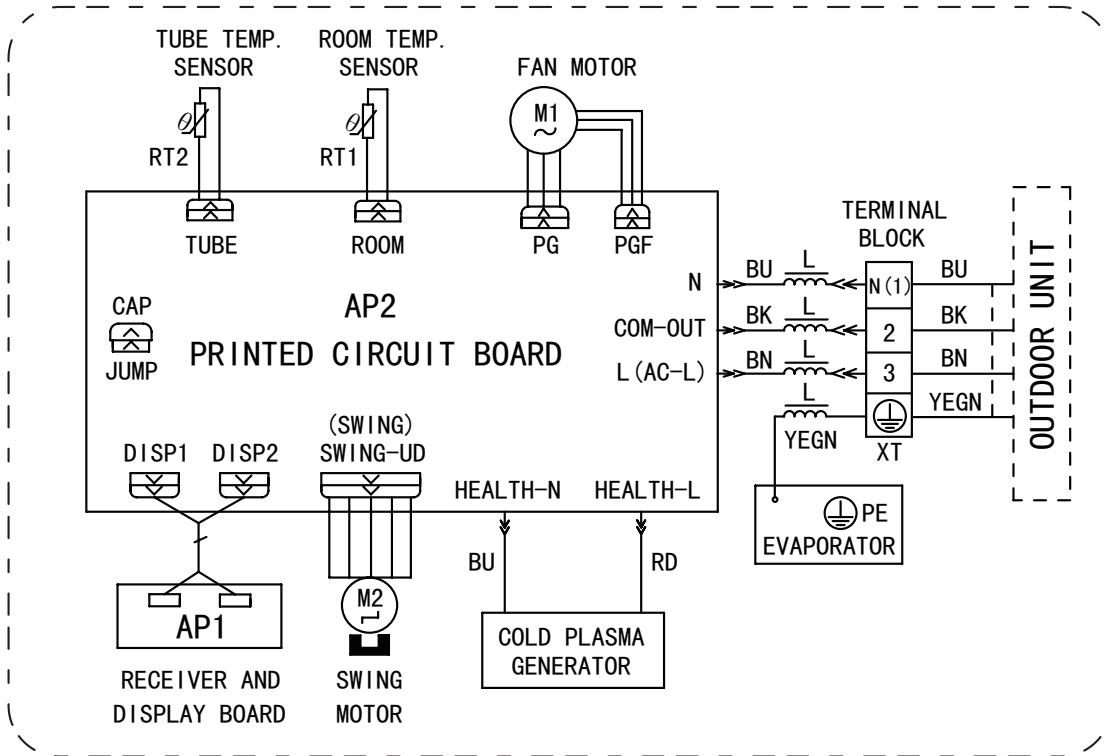 TUBE TEMP.
SENSOR
ROOM TEMP.
SENSOR
FAN MOTOR
θ
RT2
θ
RT1
M1
~
TUBE
ROOM
PG
PGF
TERMINAL
BLOCK
N
BU
L
N(1)
BU
CAP
JUMP
AP2
PRINTED CIRCUIT BOARD
COM-OUT
BK
L
2
BK
L(AC-L)
BN
L
3
BN
L
YEGN
YEGN
XT
OUTDOOR UNIT
DISP1
DISP2
(SWING)
SWING-UD
HEALTH-N
HEALTH-L
PE
EVAPORATOR
BU
RD
AP1
M2
COLD PLASMA
GENERATOR
RECEIVER AND
DISPLAY BOARD
SWING
MOTOR